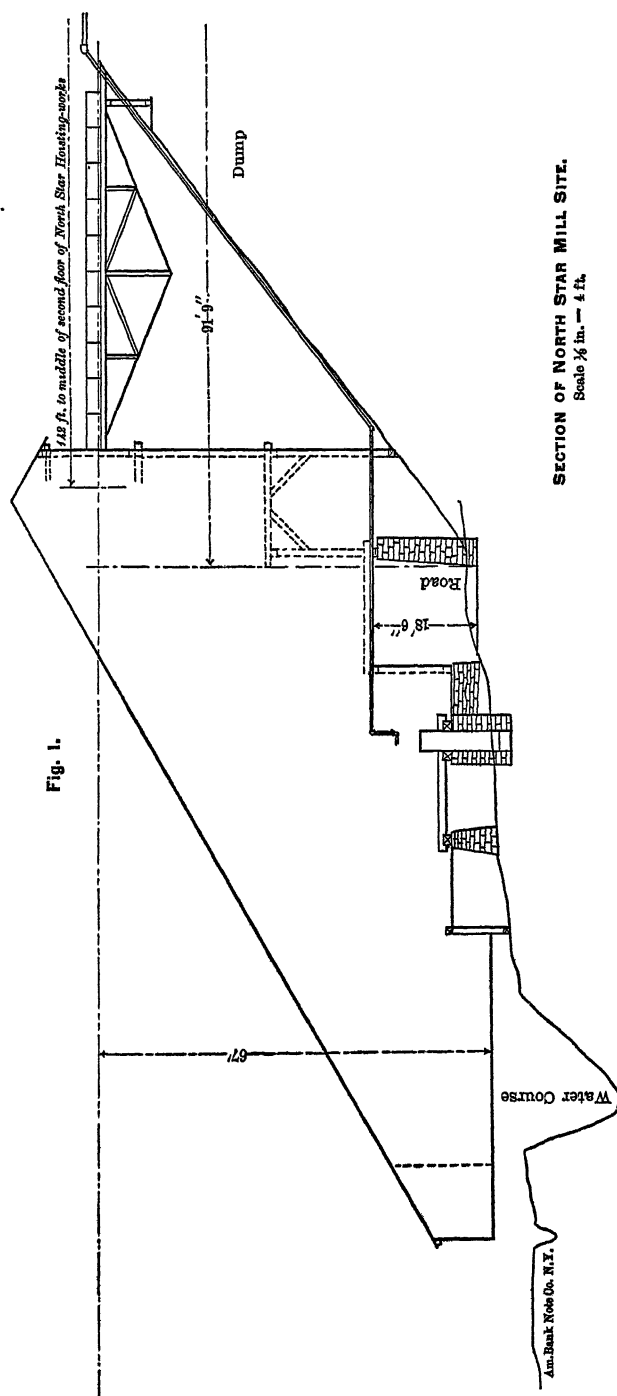 Fig. 1.
142 ft. to middle of second floor of North Star Hoisting-works
91'-9"
Dump
18' 6"
Road
67'
Water Course
SECTION OF NORTH STAR MILL SITE.
Scale ⅛ in. — 4 ft.
Am. Bank Note Co. N.Y.